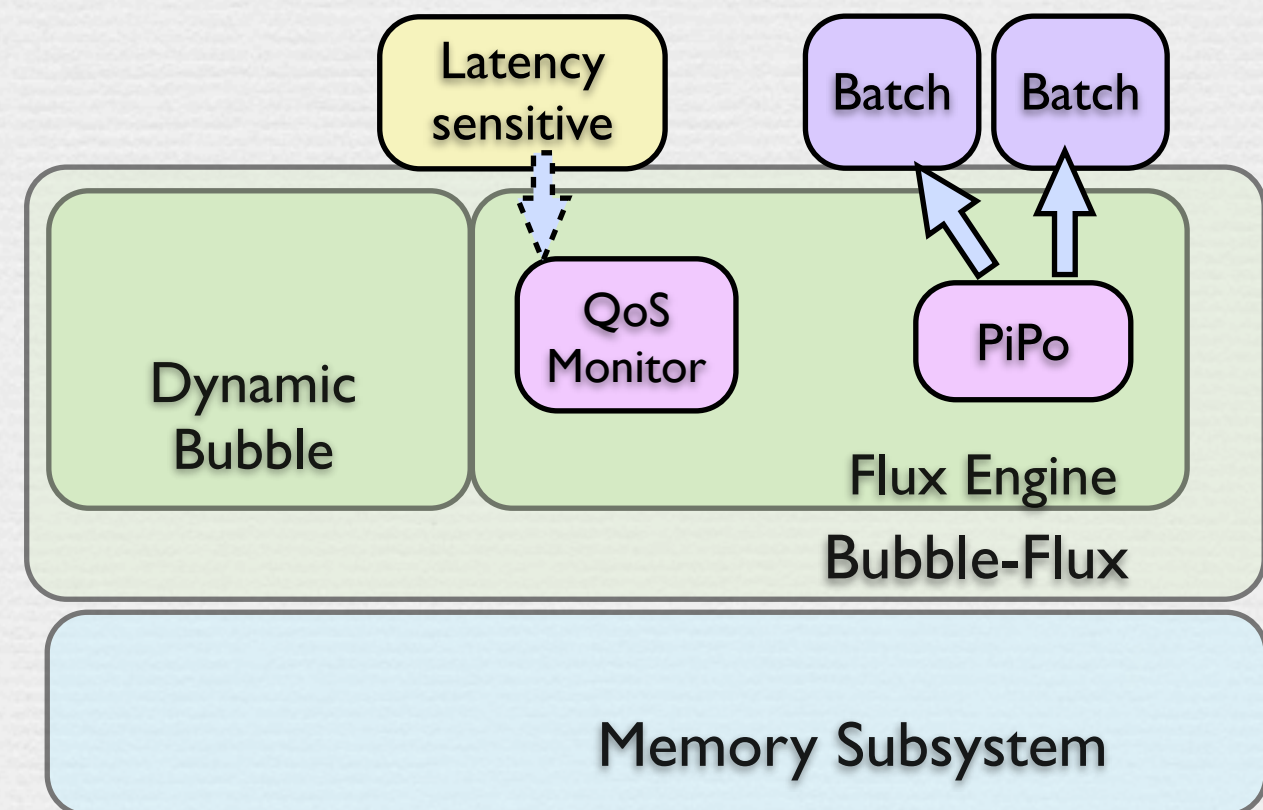 Latency
sensitive
Batch
Batch
QoS
Monitor
PiPo
Dynamic
Bubble
Flux Engine
Bubble-Flux
Memory Subsystem